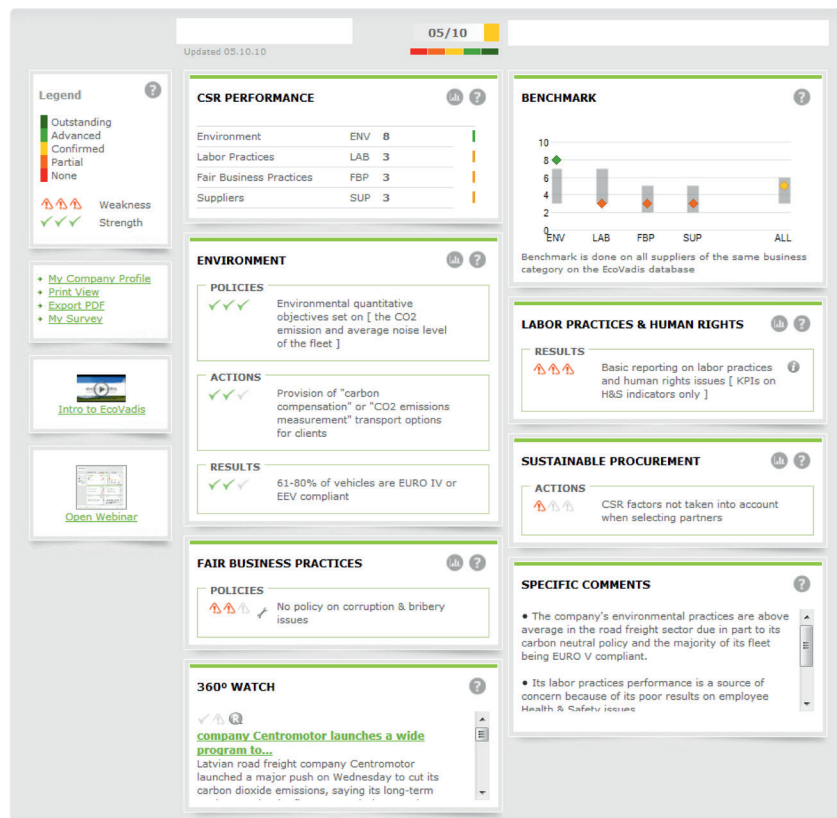 05/10
Updated 05.10.10
Legend
Outstanding
Advanced
Confirmed
Partial
None
Weakness
Strength
My Company Profile
Print View
Export PDF
My Survey
Intro to EcoVadis
Open Webinar
CSR PERFORMANCE
Environment ENV 8
Labor Practices LAB 3
Fair Business Practices FBP 3
Suppliers SUP 3
ENVIRONMENT
POLICIES
Environmental quantitative
objectives set on [ the CO2
emission and average noise level
of the fleet ]
ACTIONS
Provision of "carbon
compensation" or "CO2 emissions
measurement" transport options
for clients
RESULTS
61-80% of vehicles are EURO IV or
EEV compliant
FAIR BUSINESS PRACTICES
POLICIES
No policy on corruption & bribery
issues
360º WATCH
company Centromotor launches a wide
program to...
Latvian road freight company Centromotor
launched a major push on Wednesday to cut its
carbon dioxide emissions, saying its long-term
BENCHMARK
10
8
6
4
2
0
ENV LAB FBP SUP ALL
Benchmark is done on all suppliers of the same business
category on the EcoVadis database
LABOR PRACTICES & HUMAN RIGHTS
RESULTS
Basic reporting on labor practices
and human rights issues [ KPIs on
H&S indicators only ]
SUSTAINABLE PROCUREMENT
ACTIONS
CSR factors not taken into account
when selecting partners
SPECIFIC COMMENTS
• The company's environmental practices are above
average in the road freight sector due in part to its
carbon neutral policy and the majority of its fleet
being EURO V compliant.
• Its labor practices performance is a source of
concern because of its poor results on employee
Health & Safety issues